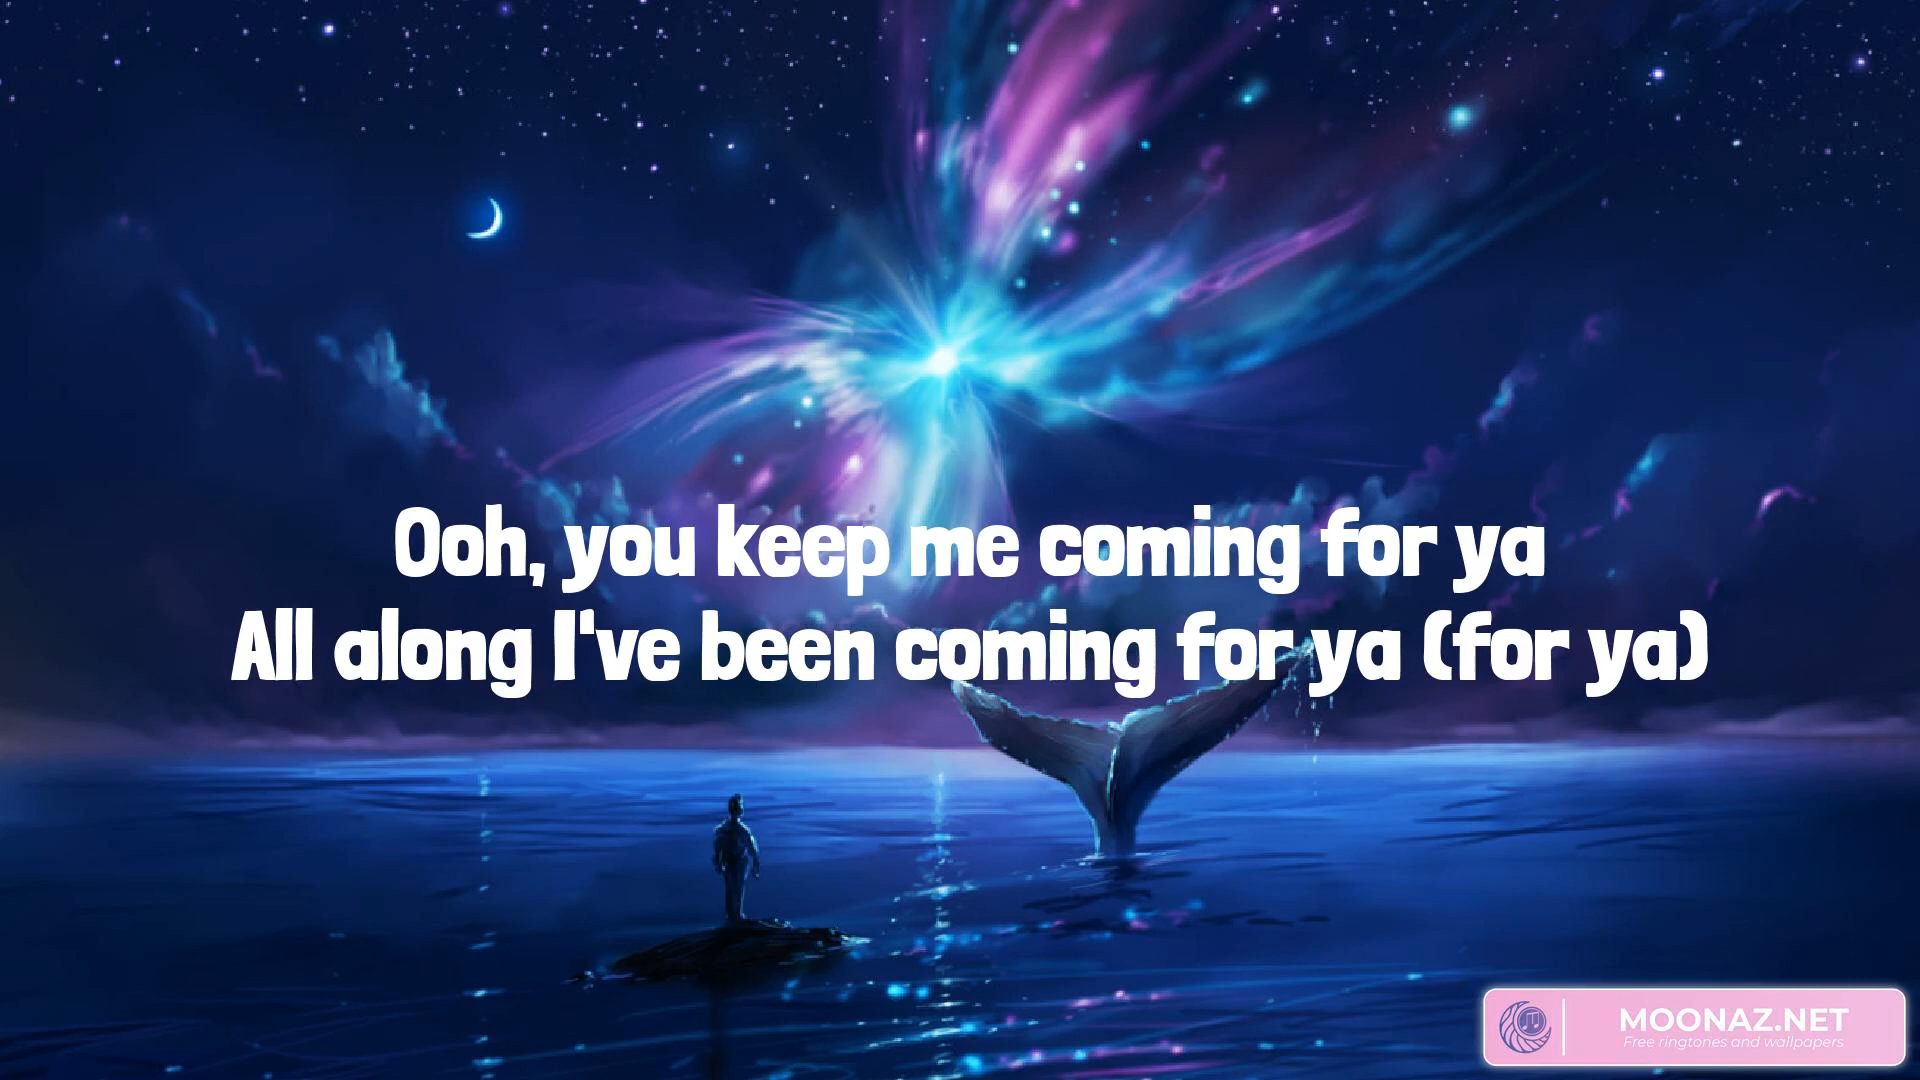 Ooh, you keep me coming for ya
All along I've been coming for ya (for ya)
MOONAZ.NET
Free ringtones and wallpapers